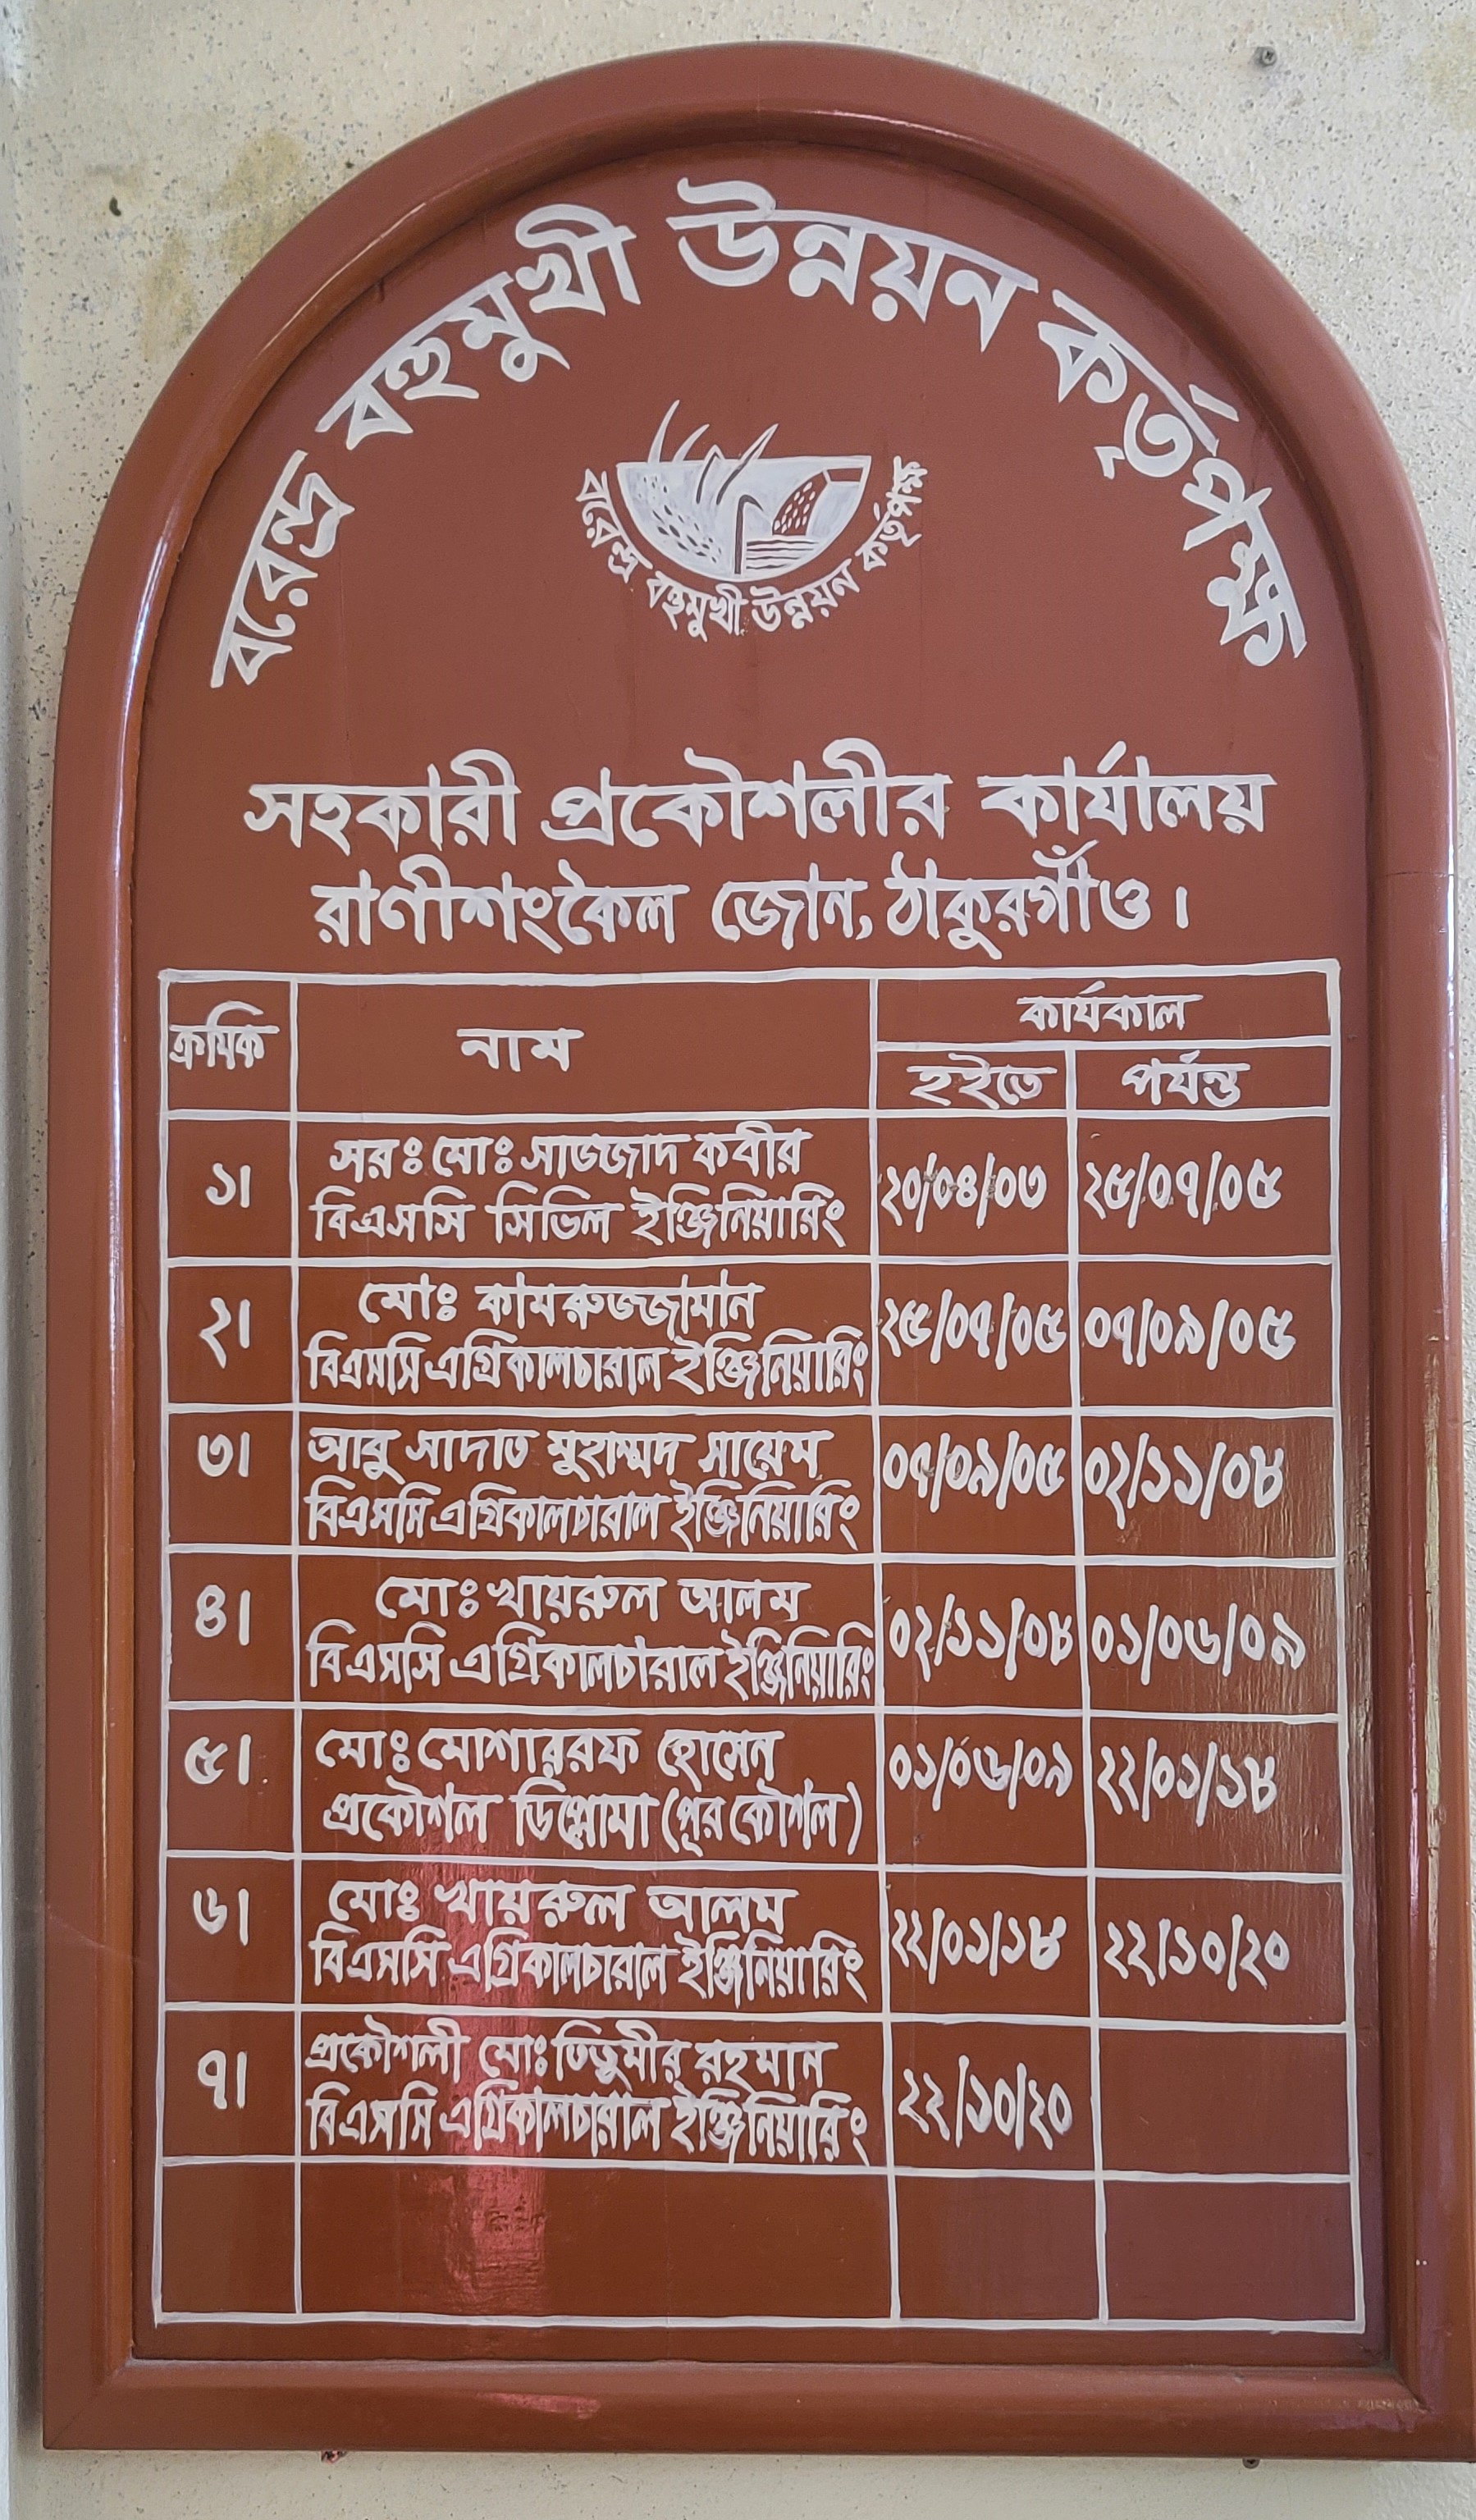 বরেন্দ্র বহুমুখী উন্নয়ন কর্তৃপক্ষ
বরেন্দ্র বহুমুখী উন্নয়ন কর্তৃপক্ষ
সহকারী প্রকৌশলীর কার্যালয়
রাণীশংকৈল জোন, ঠাকুরগাঁও।
ক্রমিক নাম কার্যকাল
হইতে পর্যন্ত
১। সরঃ মোঃ সাজ্জাদ কবীর ২০/০৪/০৩ ২৫/০৭/০৫
বিএসসি সিভিল ইঞ্জিনিয়ারিং
২। মোঃ কামরুজ্জামান ২৫/০৭/০৫ ০৭/০৯/০৫
বিএসসি এগ্রিকালচারাল ইঞ্জিনিয়ারিং
৩। আবু সাদাত মুহাম্মদ সায়েম ০৭/০৯/০৫ ০২/১১/০৮
বিএসসি এগ্রিকালচারাল ইঞ্জিনিয়ারিং
৪। মোঃ খায়রুল আলম ০২/১১/০৮ ০১/০৬/০৯
বিএসসি এগ্রিকালচারাল ইঞ্জিনিয়ারিং
৫। মোঃ মোশাররফ হোসেন ০১/০৬/০৯ ২২/০১/১৮
প্রকৌশল ডিপ্লোমা (পূর কৌশল)
৬। মোঃ খায়রুল আলম ২২/০১/১৮ ২২/১০/২০
বিএসসি এগ্রিকালচারাল ইঞ্জিনিয়ারিং
৭। প্রকৌশলী মোঃ তিতুমীর রহমান ২২/১০/২০
বিএসসি এগ্রিকালচারাল ইঞ্জিনিয়ারিং